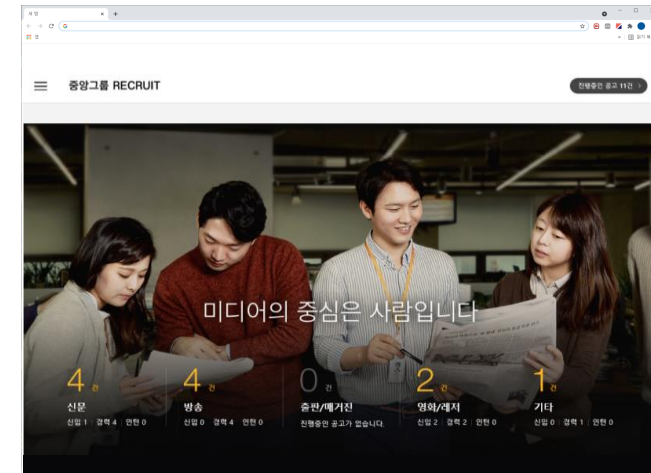 새 탭
중앙그룹 RECRUIT
진행중인 공고 11건 >
미디어의 중심은 사람입니다
4 건
4 건
0 건
2 건
1 건
신문
방송
출판/매거진
영화/레저
기타
신입 1 | 경력 4 | 인턴 0
신입 0 | 경력 4 | 인턴 0
진행중인 공고가 없습니다.
신입 2 | 경력 2 | 인턴 0
신입 0 | 경력 1 | 인턴 0